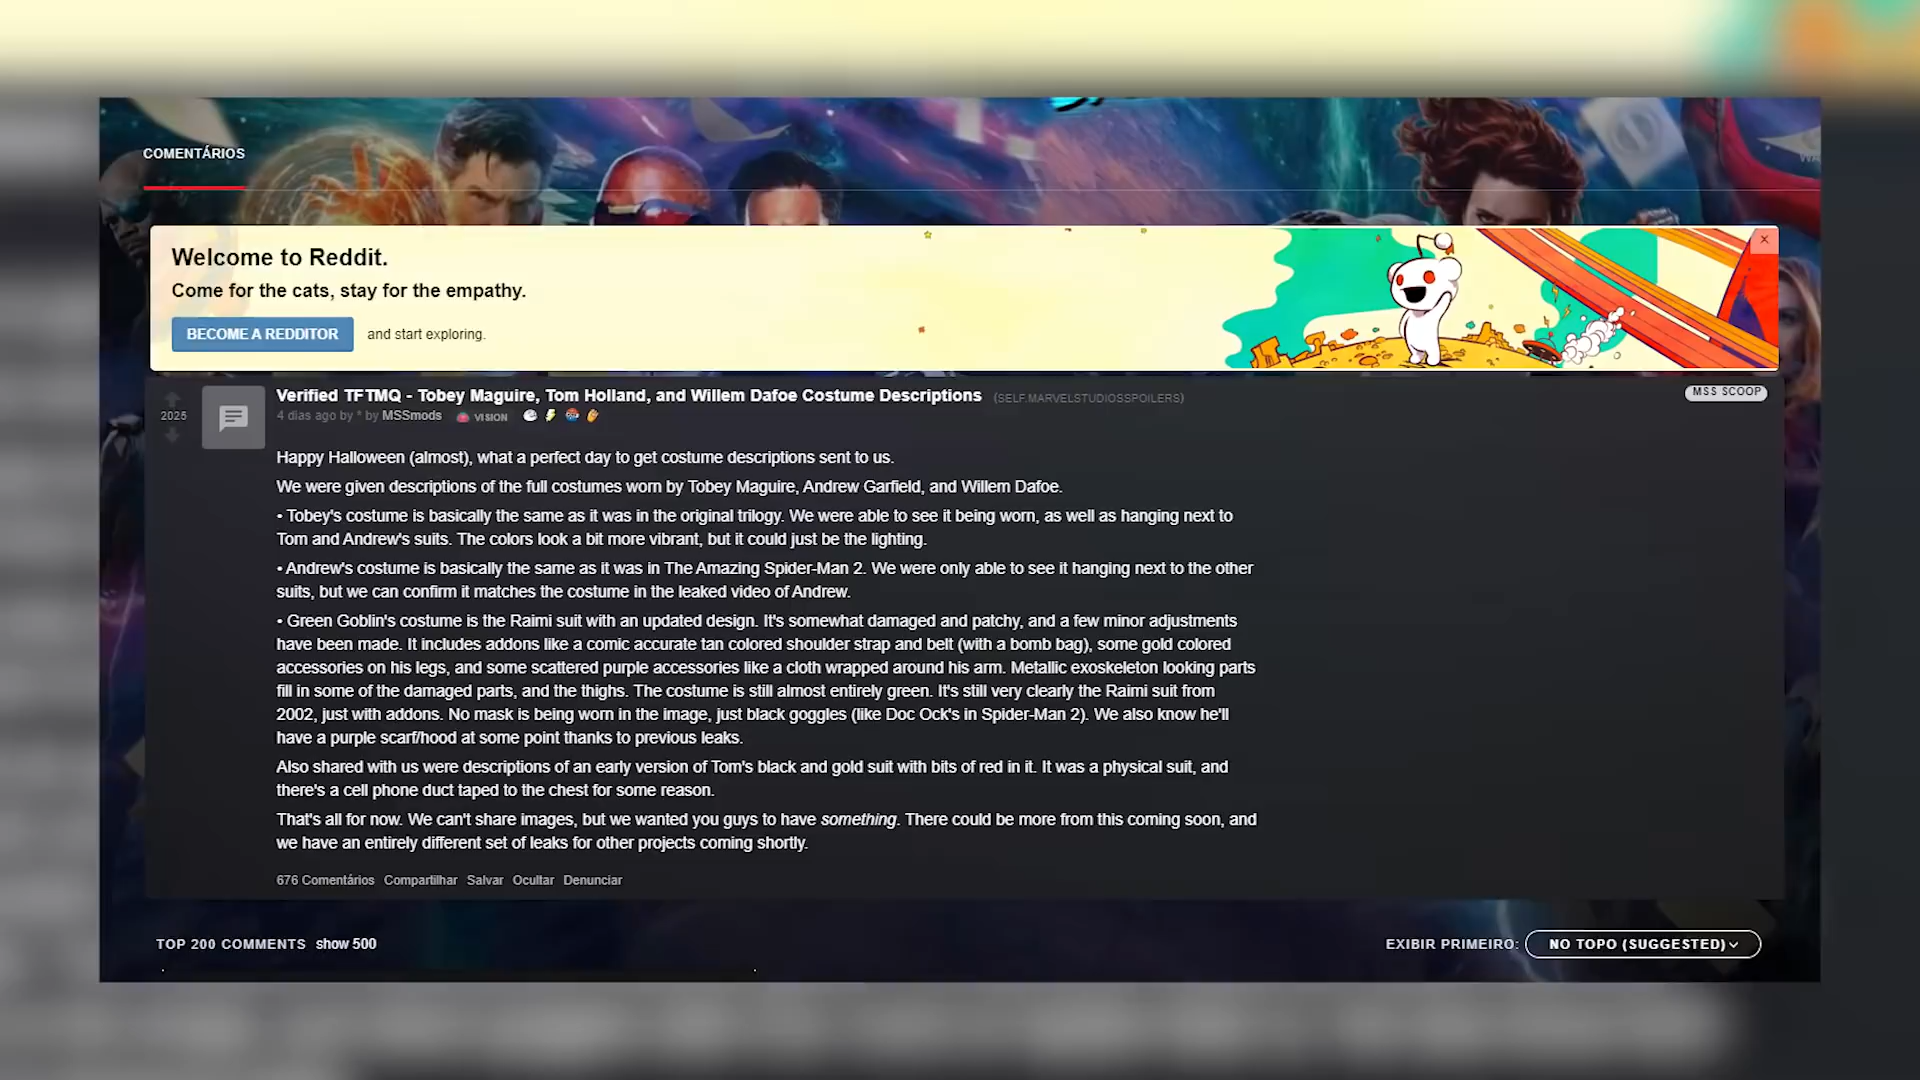 COMENTÁRIOS
Welcome to Reddit.
Come for the cats, stay for the empathy.
BECOME A REDDITOR and start exploring.
×
2025
Verified TFTMQ - Tobey Maguire, Tom Holland, and Willem Dafoe Costume Descriptions (SELF.MARVELSTUDIOSSPOILERS)
MSS SCOOP
4 dias ago by * by MSSmods VISION
Happy Halloween (almost), what a perfect day to get costume descriptions sent to us.
We were given descriptions of the full costumes worn by Tobey Maguire, Andrew Garfield, and Willem Dafoe.
• Tobey's costume is basically the same as it was in the original trilogy. We were able to see it being worn, as well as hanging next to
Tom and Andrew's suits. The colors look a bit more vibrant, but it could just be the lighting.
• Andrew's costume is basically the same as it was in The Amazing Spider-Man 2. We were only able to see it hanging next to the other
suits, but we can confirm it matches the costume in the leaked video of Andrew.
• Green Goblin's costume is the Raimi suit with an updated design. It's somewhat damaged and patchy, and a few minor adjustments
have been made. It includes addons like a comic accurate tan colored shoulder strap and belt (with a bomb bag), some gold colored
accessories on his legs, and some scattered purple accessories like a cloth wrapped around his arm. Metallic exoskeleton looking parts
fill in some of the damaged parts, and the thighs. The costume is still almost entirely green. It's still very clearly the Raimi suit from
2002, just with addons. No mask is being worn in the image, just black goggles (like Doc Ock's in Spider-Man 2). We also know he'll
have a purple scarf/hood at some point thanks to previous leaks.
Also shared with us were descriptions of an early version of Tom's black and gold suit with bits of red in it. It was a physical suit, and
there's a cell phone duct taped to the chest for some reason.
That's all for now. We can't share images, but we wanted you guys to have something. There could be more from this coming soon, and
we have an entirely different set of leaks for other projects coming shortly.
676 Comentários Compartilhar Salvar Ocultar Denunciar
TOP 200 COMMENTS show 500
EXIBIR PRIMEIRO: NO TOPO (SUGGESTED)